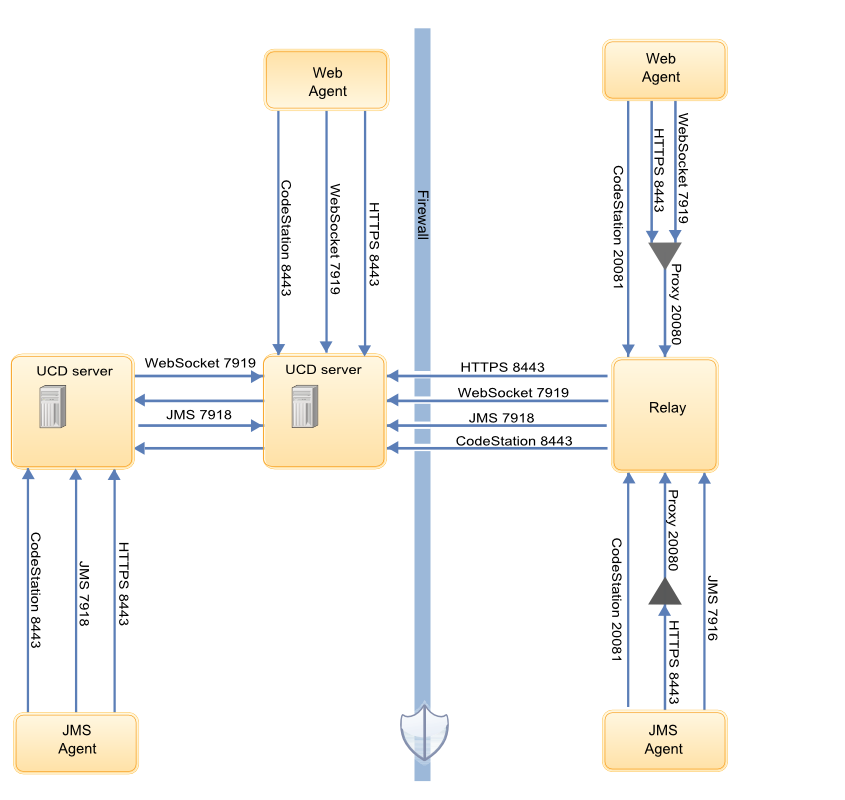 Web
Agent
Web
Agent
CodeStation 8443
WebSocket 7919
HTTPS 8443
Firewall
CodeStation 20081
HTTPS 8443
WebSocket 7919
Proxy 20080
UCD server
WebSocket 7919
JMS 7918
UCD server
HTTPS 8443
WebSocket 7919
JMS 7918
CodeStation 8443
Relay
CodeStation 8443
JMS 7918
HTTPS 8443
CodeStation 20081
Proxy 20080
HTTPS 8443
JMS 7916
JMS
Agent
JMS
Agent